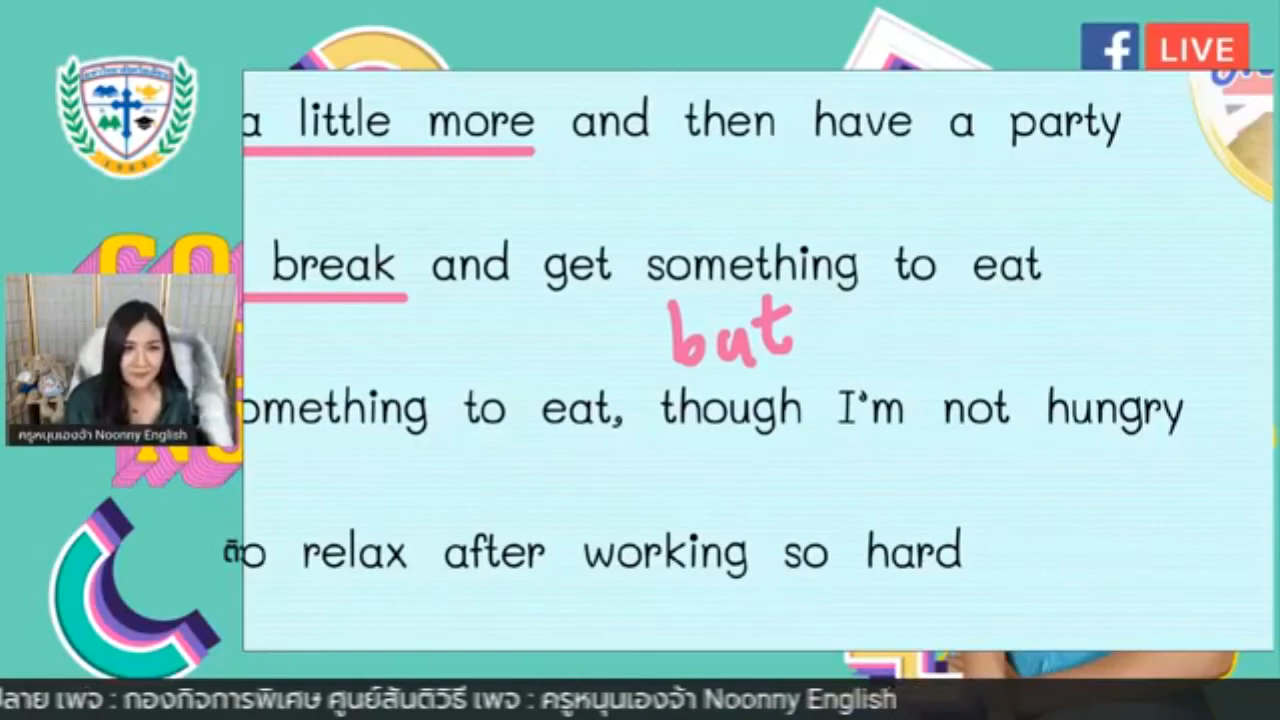 LIVE
a little more and then have a party
break and get something to eat
but
omething to eat, though I'm not hungry
o relax after working so hard
ครูหนุนเองจ้า Noonny English
1963
ปลาย เพจ : กองกิจการพิเศษ ศูนย์สันติวิธี เพจ : ครูหนุนเองจ้า Noonny English